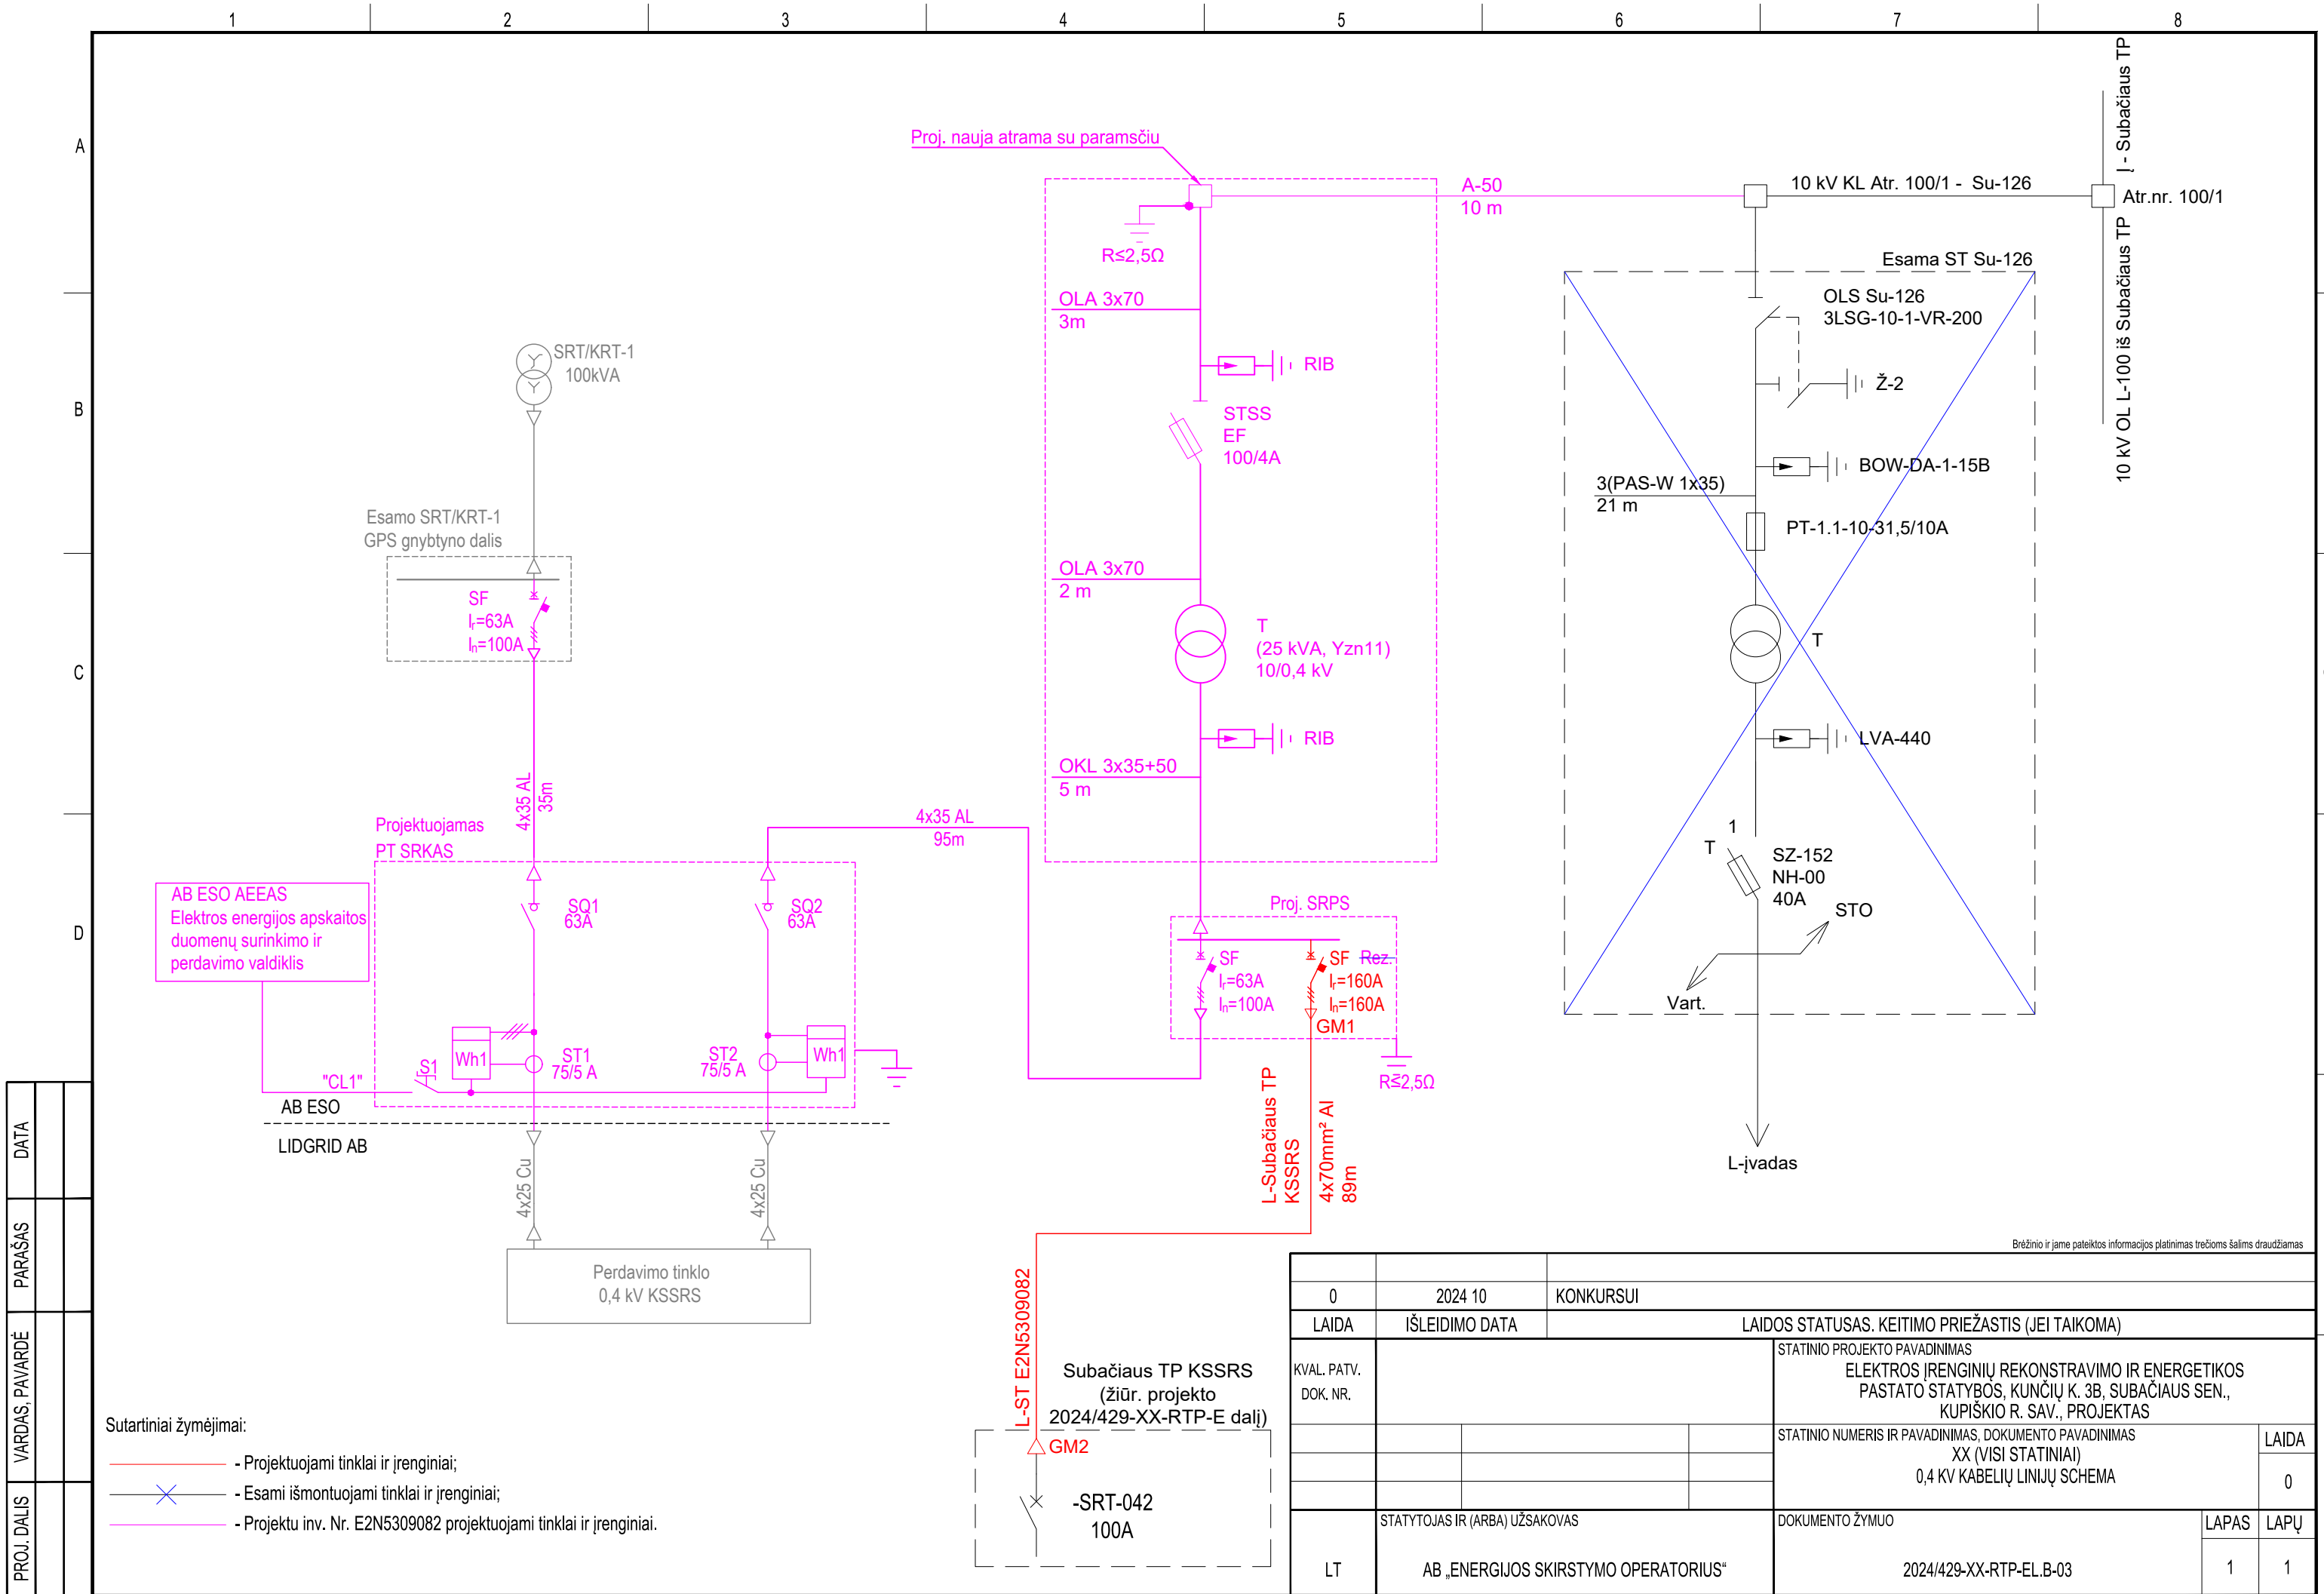 1 2 3 4 5 6 7 8
A
B
C
D
Proj. nauja atrama su paramsčiu
R≤2,5Ω
A-50
10 m
10 kV KL Atr. 100/1 - Su-126
Atr.nr. 100/1
Į - Subačiaus TP
10 kV OL L-100 iš Subačiaus TP
OLA 3x70
3m
RIB
STSS
EF
100/4A
OLA 3x70
2 m
T
(25 kVA, Yzn11)
10/0,4 kV
RIB
OKL 3x35+50
5 m
Esama ST Su-126
OLS Su-126
3LSG-10-1-VR-200
Ž-2
BOW-DA-1-15B
3(PAS-W 1x35)
21 m
PT-1.1-10-31,5/10A
T
LVA-440
1
T
SZ-152
NH-00
40A
STO
Vart.
L-įvadas
SRT/KRT-1
100kVA
Esamo SRT/KRT-1
GPS gnybtyno dalis
SF
Ir=63A
In=100A
4x35 AL
35m
Projektuojamas
PT SRKAS
4x35 AL
95m
AB ESO AEEAS
Elektros energijos apskaitos
duomenų surinkimo ir
perdavimo valdiklis
SQ1
63A
SQ2
63A
Wh1
ST1
75/5 A
ST2
75/5 A
Wh1
"CL1"
S1
AB ESO
LIDGRID AB
4x25 Cu
4x25 Cu
Perdavimo tinklo
0,4 kV KSSRS
Proj. SRPS
SF
Ir=63A
In=100A
SF Rez.
Ir=160A
In=160A
GM1
R≤2,5Ω
L-Subačiaus TP
KSSRS
4x70mm² Al
89m
L-ST E2N5309082
Subačiaus TP KSSRS
(žiūr. projekto
2024/429-XX-RTP-E dalį)
GM2
-SRT-042
100A
Sutartiniai žymėjimai:
- Projektuojami tinklai ir įrenginiai;
- Esami išmontuojami tinklai ir įrenginiai;
- Projektu inv. Nr. E2N5309082 projektuojami tinklai ir įrenginiai.
DATA
PARAŠAS
VARDAS, PAVARDĖ
PROJ. DALIS
Brėžinio ir jame pateiktos informacijos platinimas trečioms šalims draudžiamas
0 2024 10 KONKURSUI
LAIDA IŠLEIDIMO DATA LAIDOS STATUSAS. KEITIMO PRIEŽASTIS (JEI TAIKOMA)
KVAL. PATV.
DOK. NR.
STATINIO PROJEKTO PAVADINIMAS
ELEKTROS ĮRENGINIŲ REKONSTRAVIMO IR ENERGETIKOS
PASTATO STATYBOS, KUNČIŲ K. 3B, SUBAČIAUS SEN.,
KUPIŠKIO R. SAV., PROJEKTAS
STATINIO NUMERIS IR PAVADINIMAS, DOKUMENTO PAVADINIMAS
XX (VISI STATINIAI)
0,4 KV KABELIŲ LINIJŲ SCHEMA
LAIDA
0
STATYTOJAS IR (ARBA) UŽSAKOVAS
LT AB „ENERGIJOS SKIRSTYMO OPERATORIUS“
DOKUMENTO ŽYMUO
2024/429-XX-RTP-EL.B-03
LAPAS LAPŲ
1 1